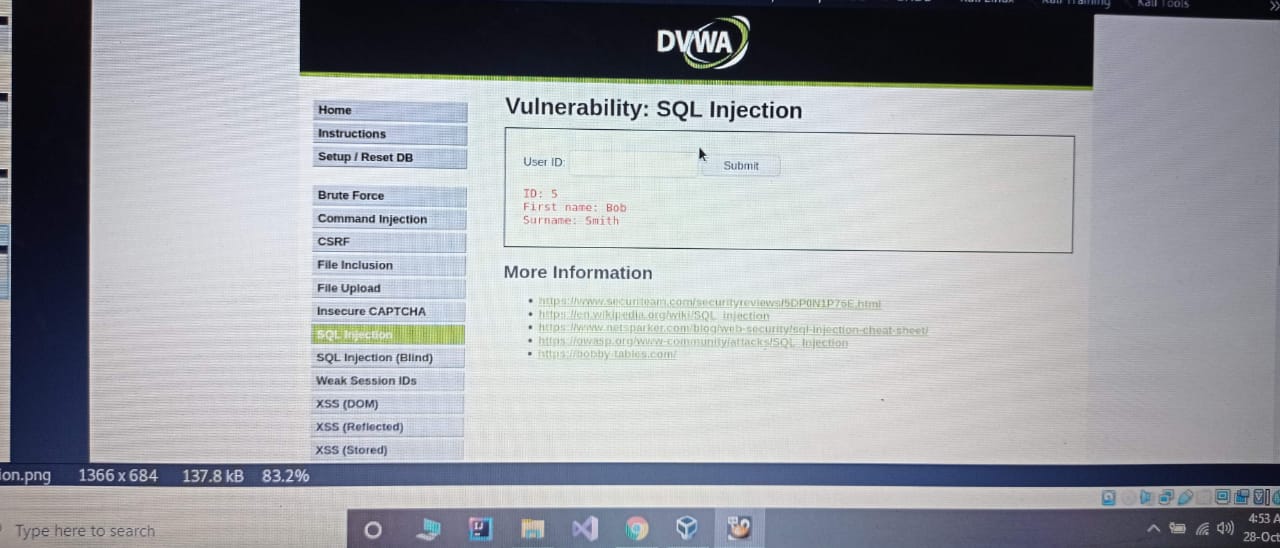 Kali Training
Kali Tools
DVWA
Home
Instructions
Setup / Reset DB
Brute Force
Command Injection
CSRF
File Inclusion
File Upload
Insecure CAPTCHA
SQL Injection
SQL Injection (Blind)
Weak Session IDs
XSS (DOM)
XSS (Reflected)
XSS (Stored)
Vulnerability: SQL Injection
User ID:
Submit
ID: 5
First name: Bob
Surname: Smith
More Information
https://www.securiteam.com/securityreviews/5DP0N1P76E.html
https://en.wikipedia.org/wiki/SQL_injection
https://www.netsparker.com/blog/web-security/sql-injection-cheat-sheet/
https://owasp.org/www-community/attacks/SQL_Injection
https://bobby-tables.com/
ion.png 1366 x 684 137.8 kB 83.2%
Type here to search
4:53 A
28-Oct